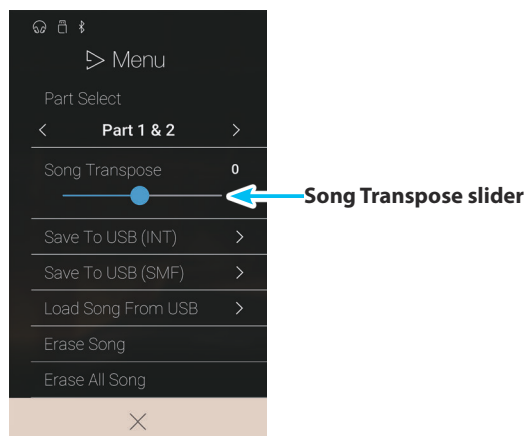 Menu
Part Select
Part 1 & 2
Song Transpose 0
Song Transpose slider
Save To USB (INT)
Save To USB (SMF)
Load Song From USB
Erase Song
Erase All Song